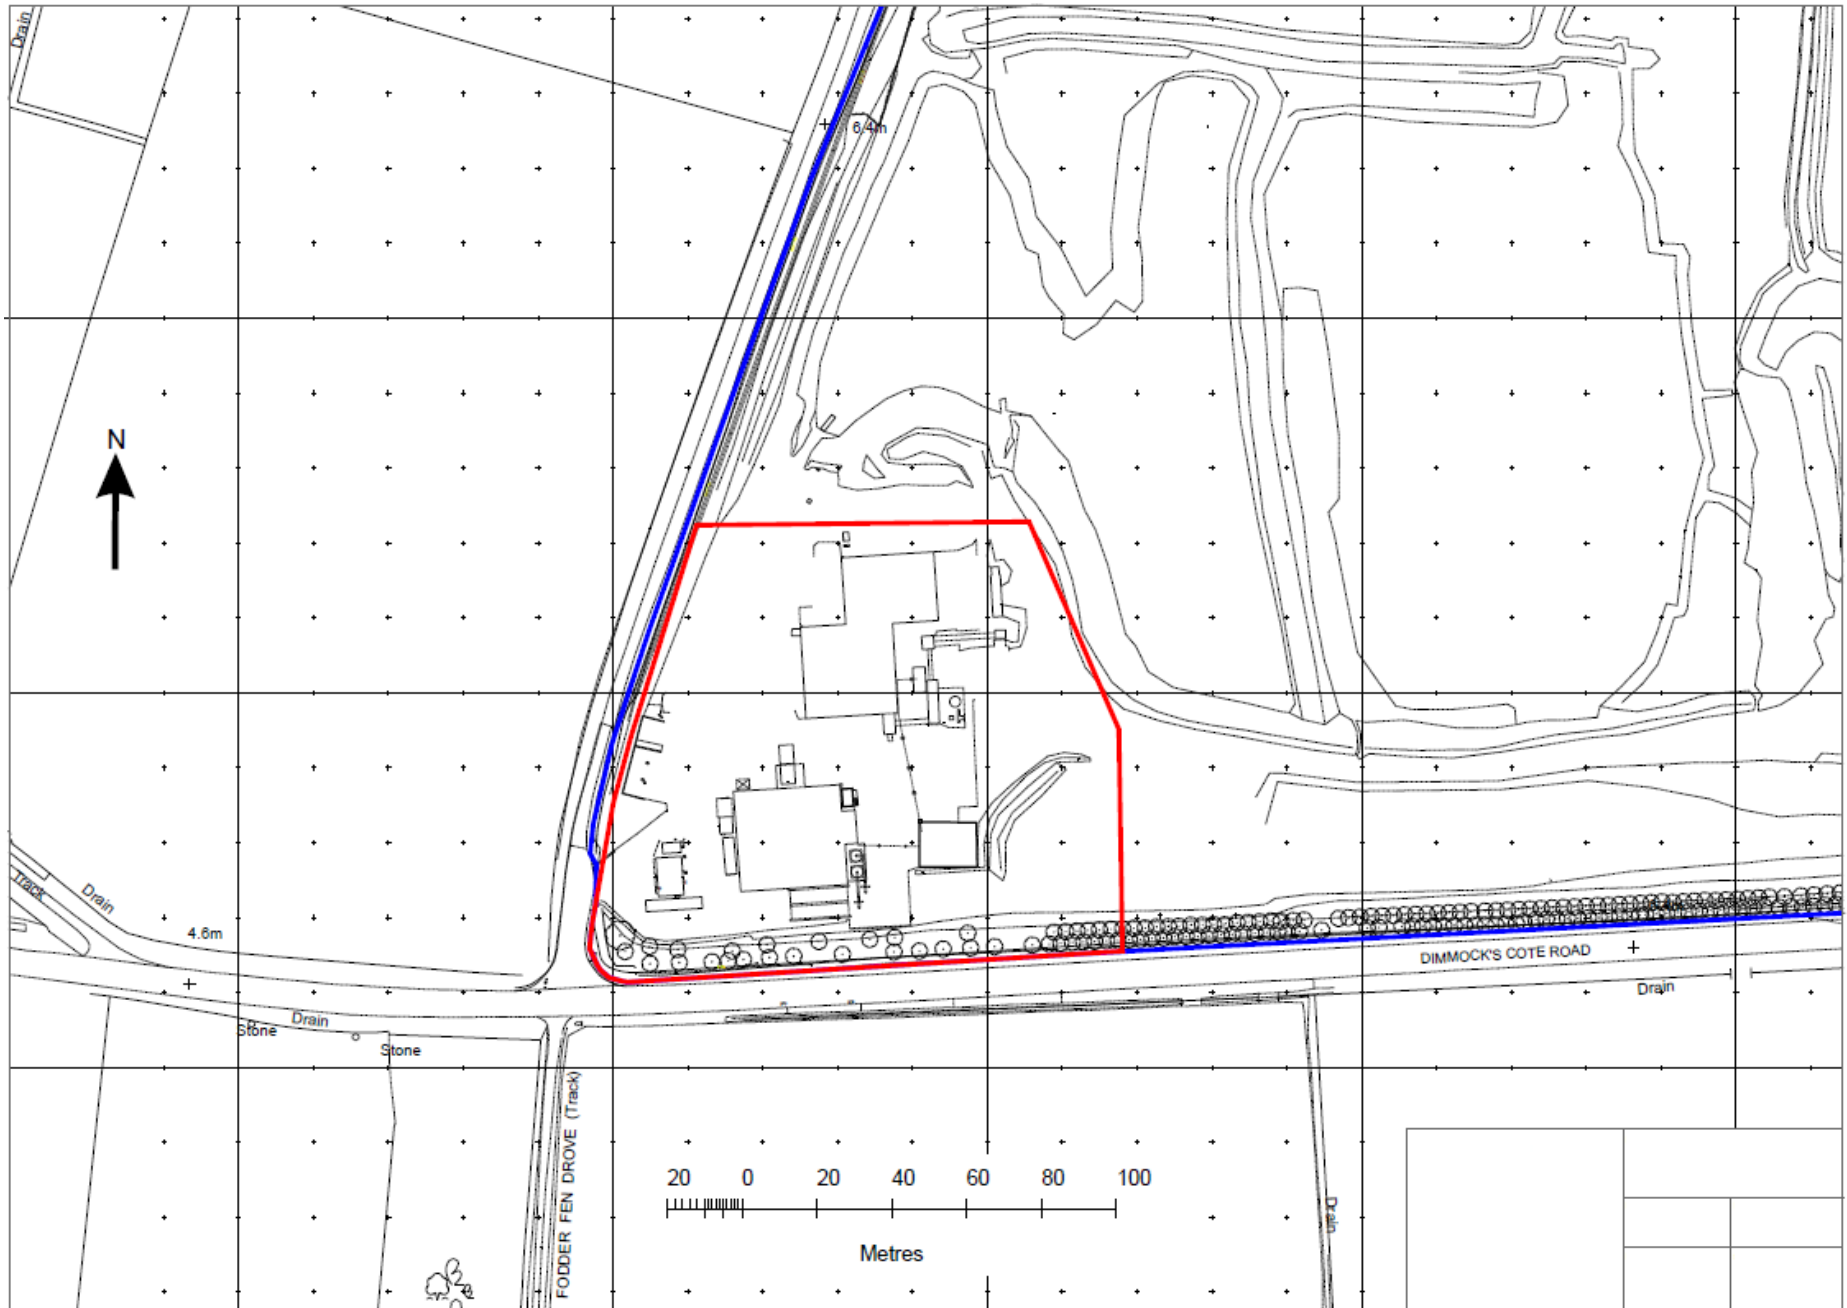 Drain
6.4m
N
Track
Drain
4.6m
DIMMOCK'S COTE ROAD
Drain
Drain
Stone
Stone
FODDER FEN DROVE (Track)
20 0 20 40 60 80 100
Metres
Drain